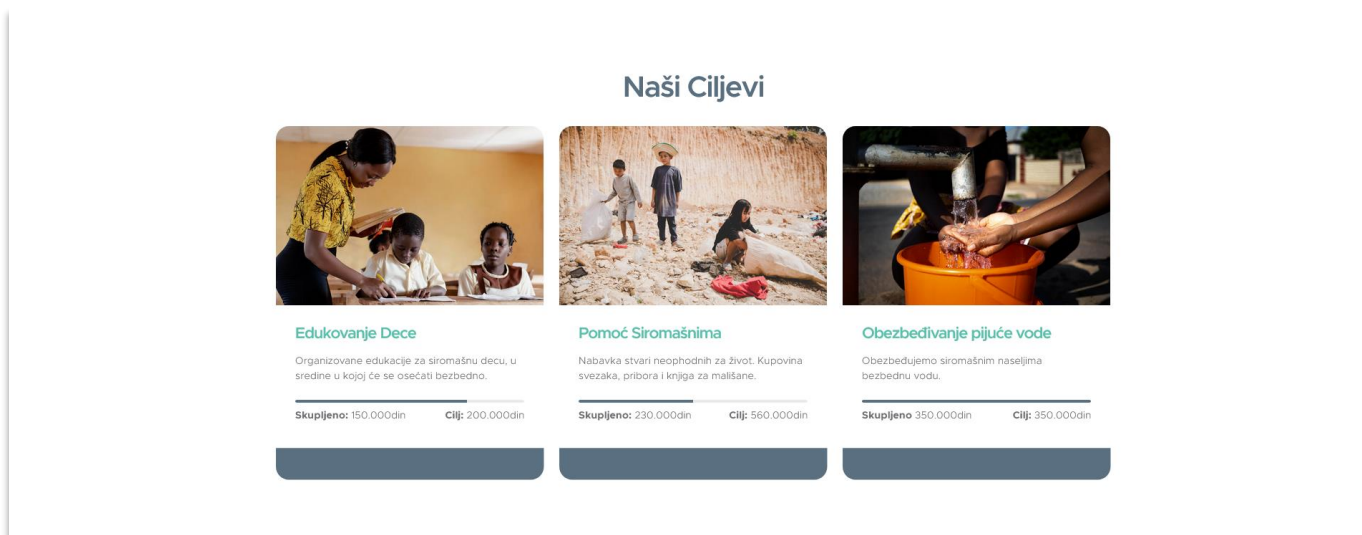 Naši Ciljevi
Edukovanje Dece
Organizovane edukacije za siromašnu decu, u
sredine u kojoj će se osećati bezbedno.
Skupljeno: 150.000din Cilj: 200.000din
Pomoć Siromašnima
Nabavka stvari neophodnih za život. Kupovina
svezaka, pribora i knjiga za mališane.
Skupljeno: 230.000din Cilj: 560.000din
Obezbeđivanje pijuće vode
Obezbeđujemo siromašnim naseljima
bezbednu vodu.
Skupljeno 350.000din Cilj: 350.000din